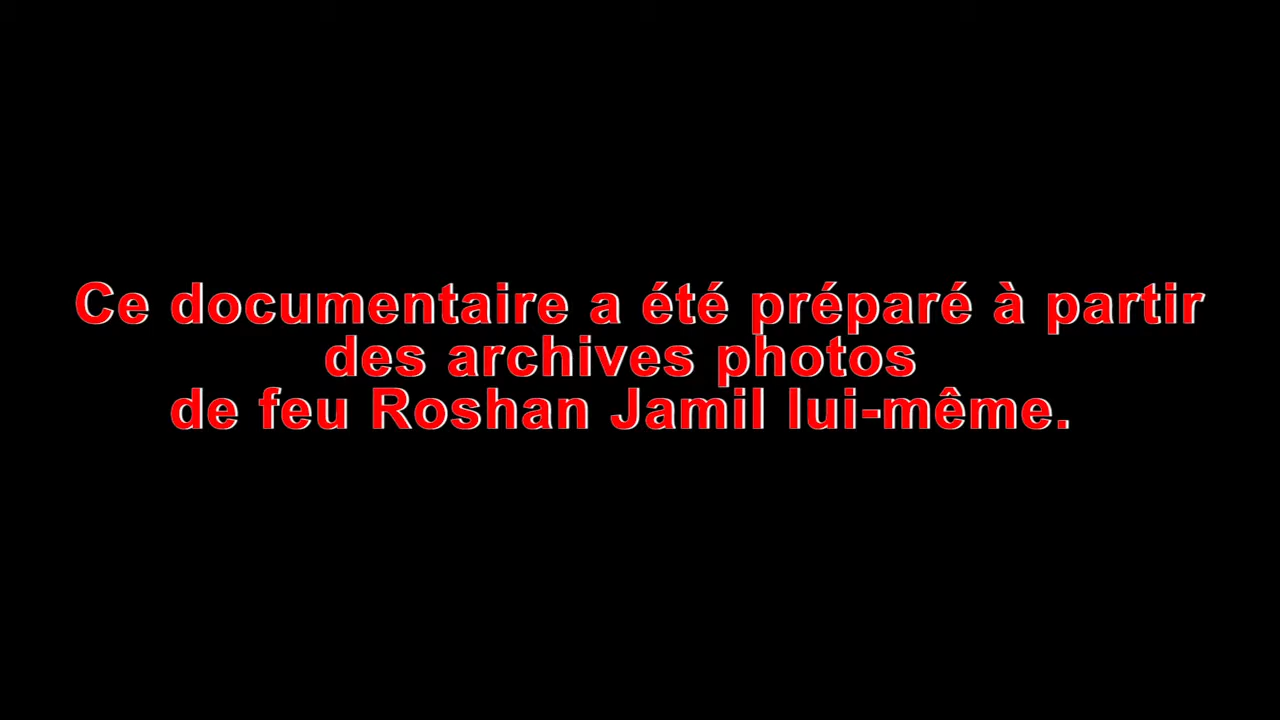 Ce documentaire a été préparé à partir
des archives photos
de feu Roshan Jamil lui-même.